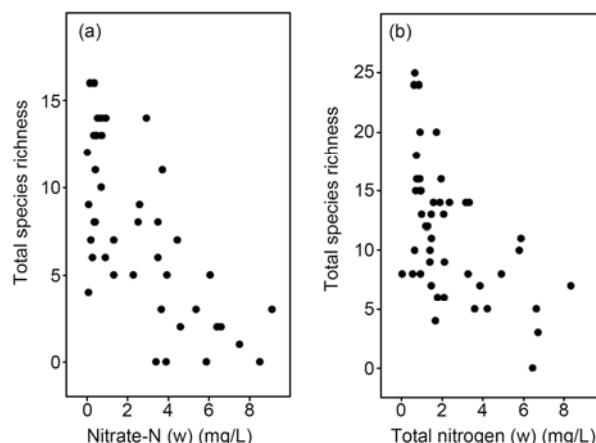 (a)
Total species richness
15
10
5
0
0 2 4 6 8
Nitrate-N (w) (mg/L)
(b)
Total species richness
25
20
15
10
5
0
0 2 4 6 8
Total nitrogen (w) (mg/L)